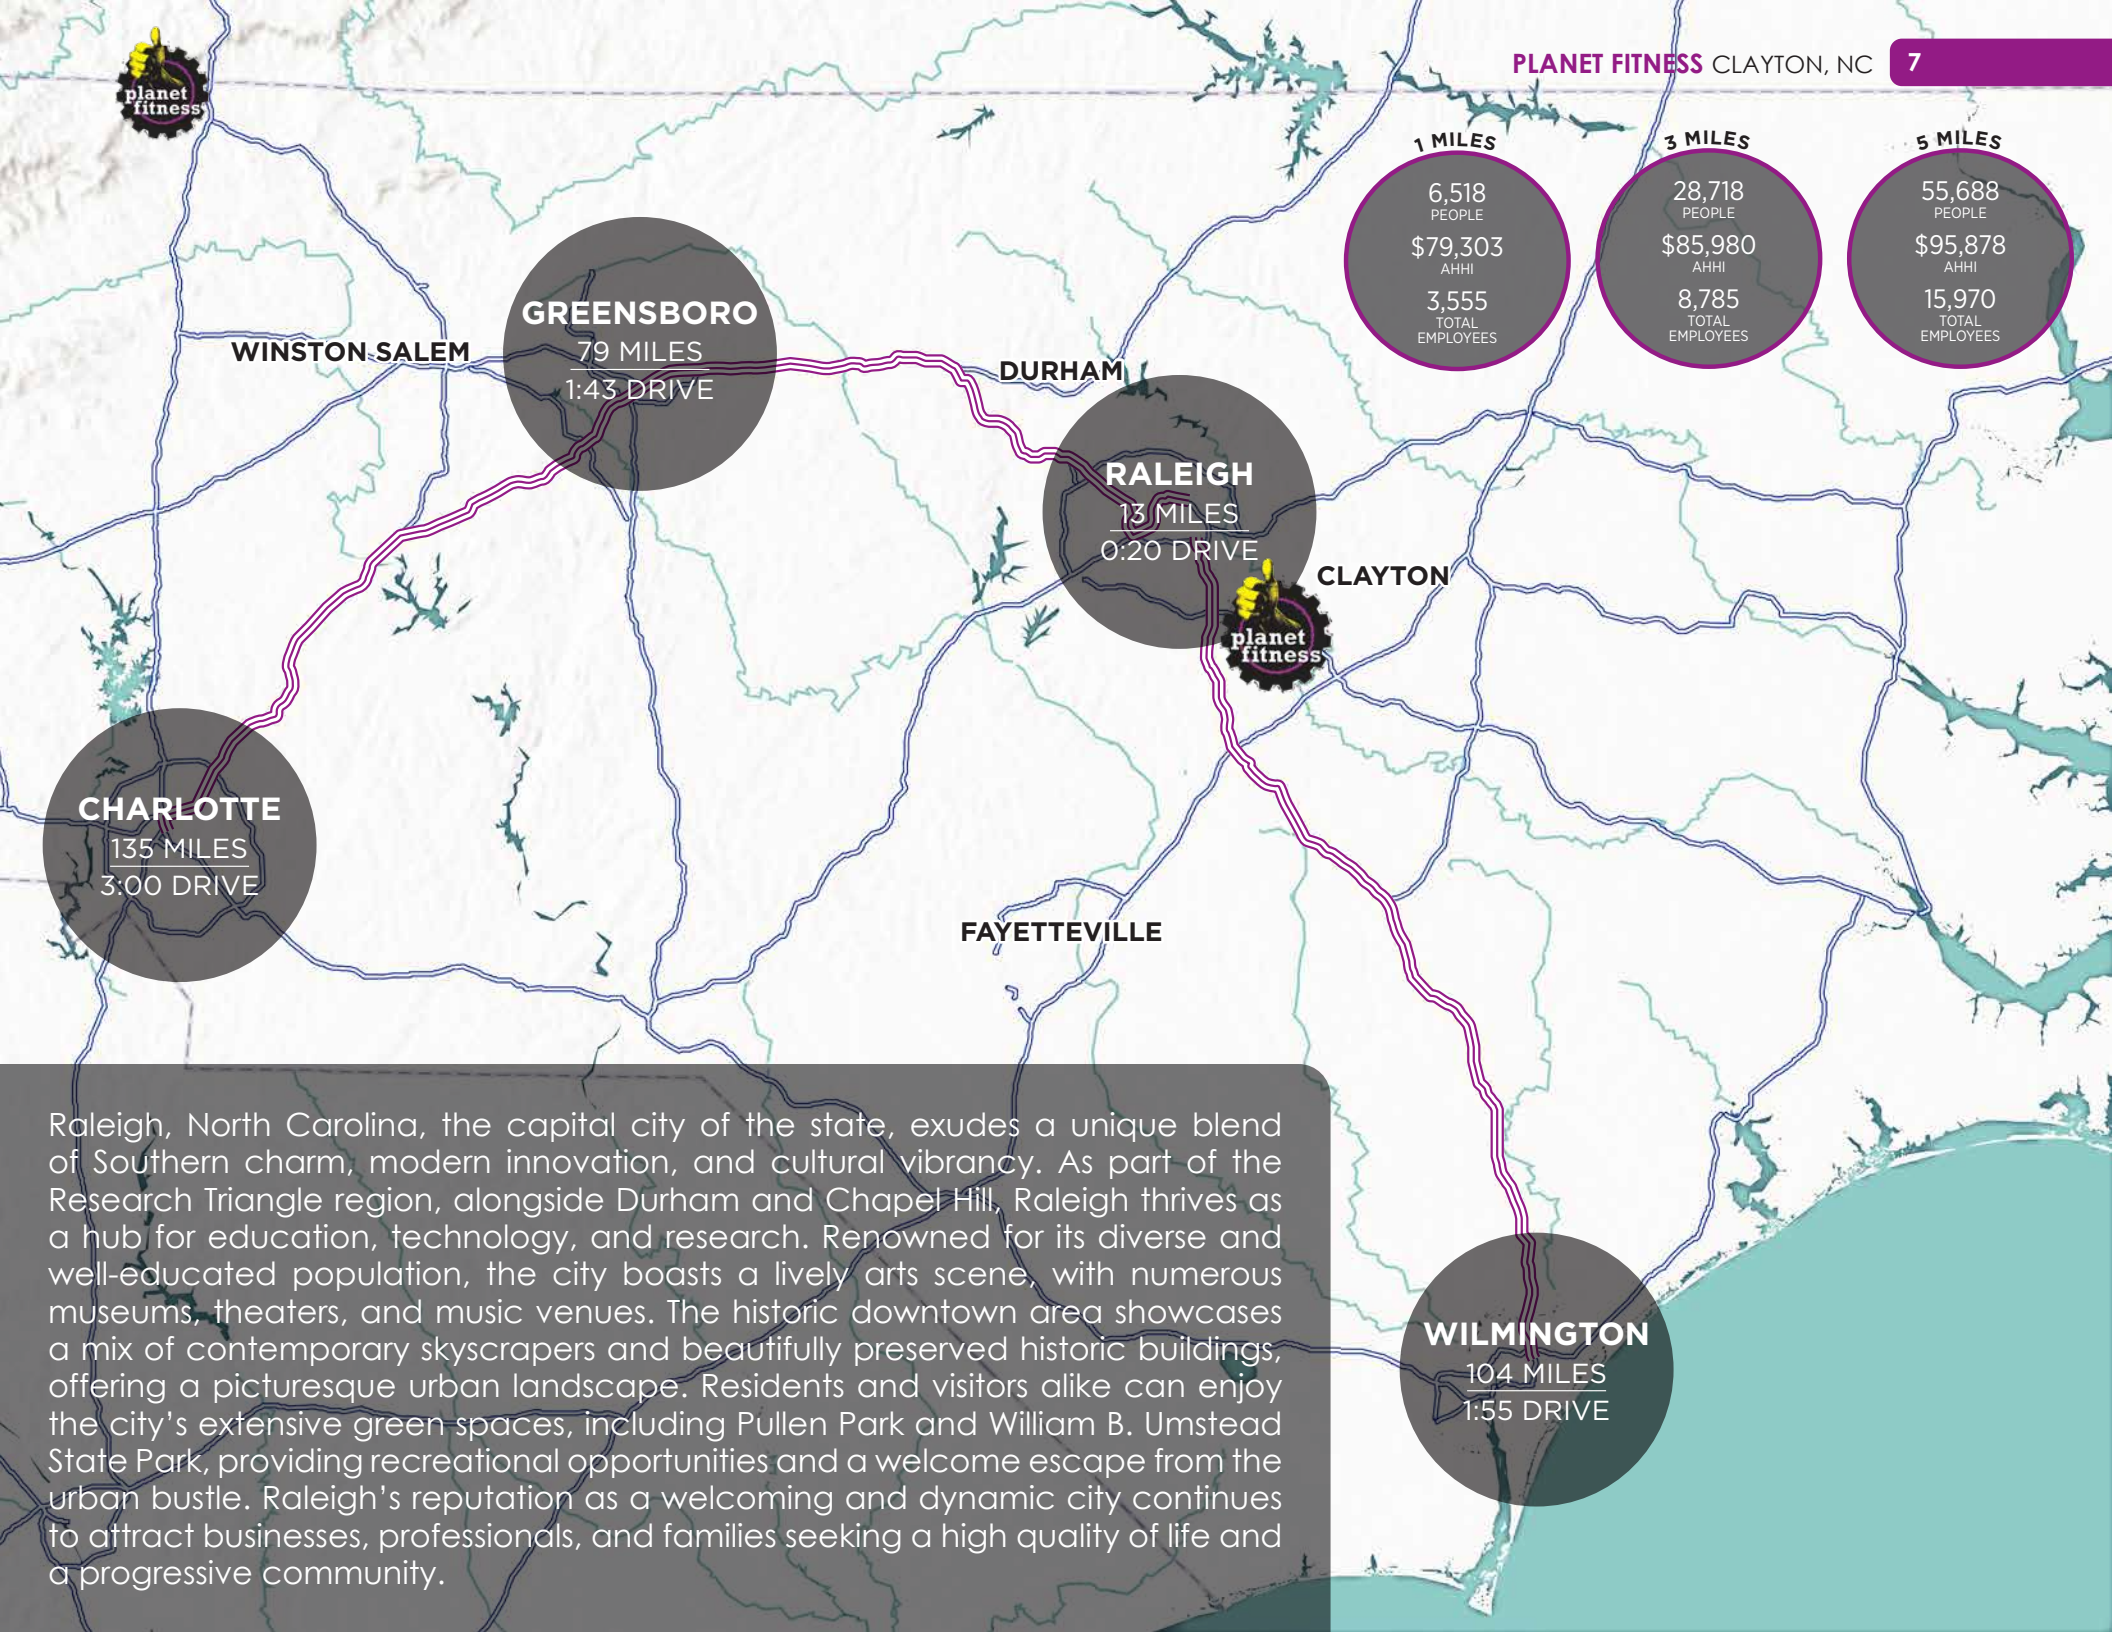 planet
fitness
PLANET FITNESS CLAYTON, NC 7
1 MILES
6,518
PEOPLE
$79,303
AHHI
3,555
TOTAL
EMPLOYEES
3 MILES
28,718
PEOPLE
$85,980
AHHI
8,785
TOTAL
EMPLOYEES
5 MILES
55,688
PEOPLE
$95,878
AHHI
15,970
TOTAL
EMPLOYEES
WINSTON SALEM
GREENSBORO
79 MILES
1:43 DRIVE
DURHAM
RALEIGH
13 MILES
0:20 DRIVE
CLAYTON
planet
fitness
CHARLOTTE
135 MILES
3:00 DRIVE
FAYETTEVILLE
WILMINGTON
104 MILES
1:55 DRIVE
Raleigh, North Carolina, the capital city of the state, exudes a unique blend
of Southern charm, modern innovation, and cultural vibrancy. As part of the
Research Triangle region, alongside Durham and Chapel Hill, Raleigh thrives as
a hub for education, technology, and research. Renowned for its diverse and
well-educated population, the city boasts a lively arts scene, with numerous
museums, theaters, and music venues. The historic downtown area showcases
a mix of contemporary skyscrapers and beautifully preserved historic buildings,
offering a picturesque urban landscape. Residents and visitors alike can enjoy
the city's extensive green spaces, including Pullen Park and William B. Umstead
State Park, providing recreational opportunities and a welcome escape from the
urban bustle. Raleigh's reputation as a welcoming and dynamic city continues
to attract businesses, professionals, and families seeking a high quality of life and
a progressive community.